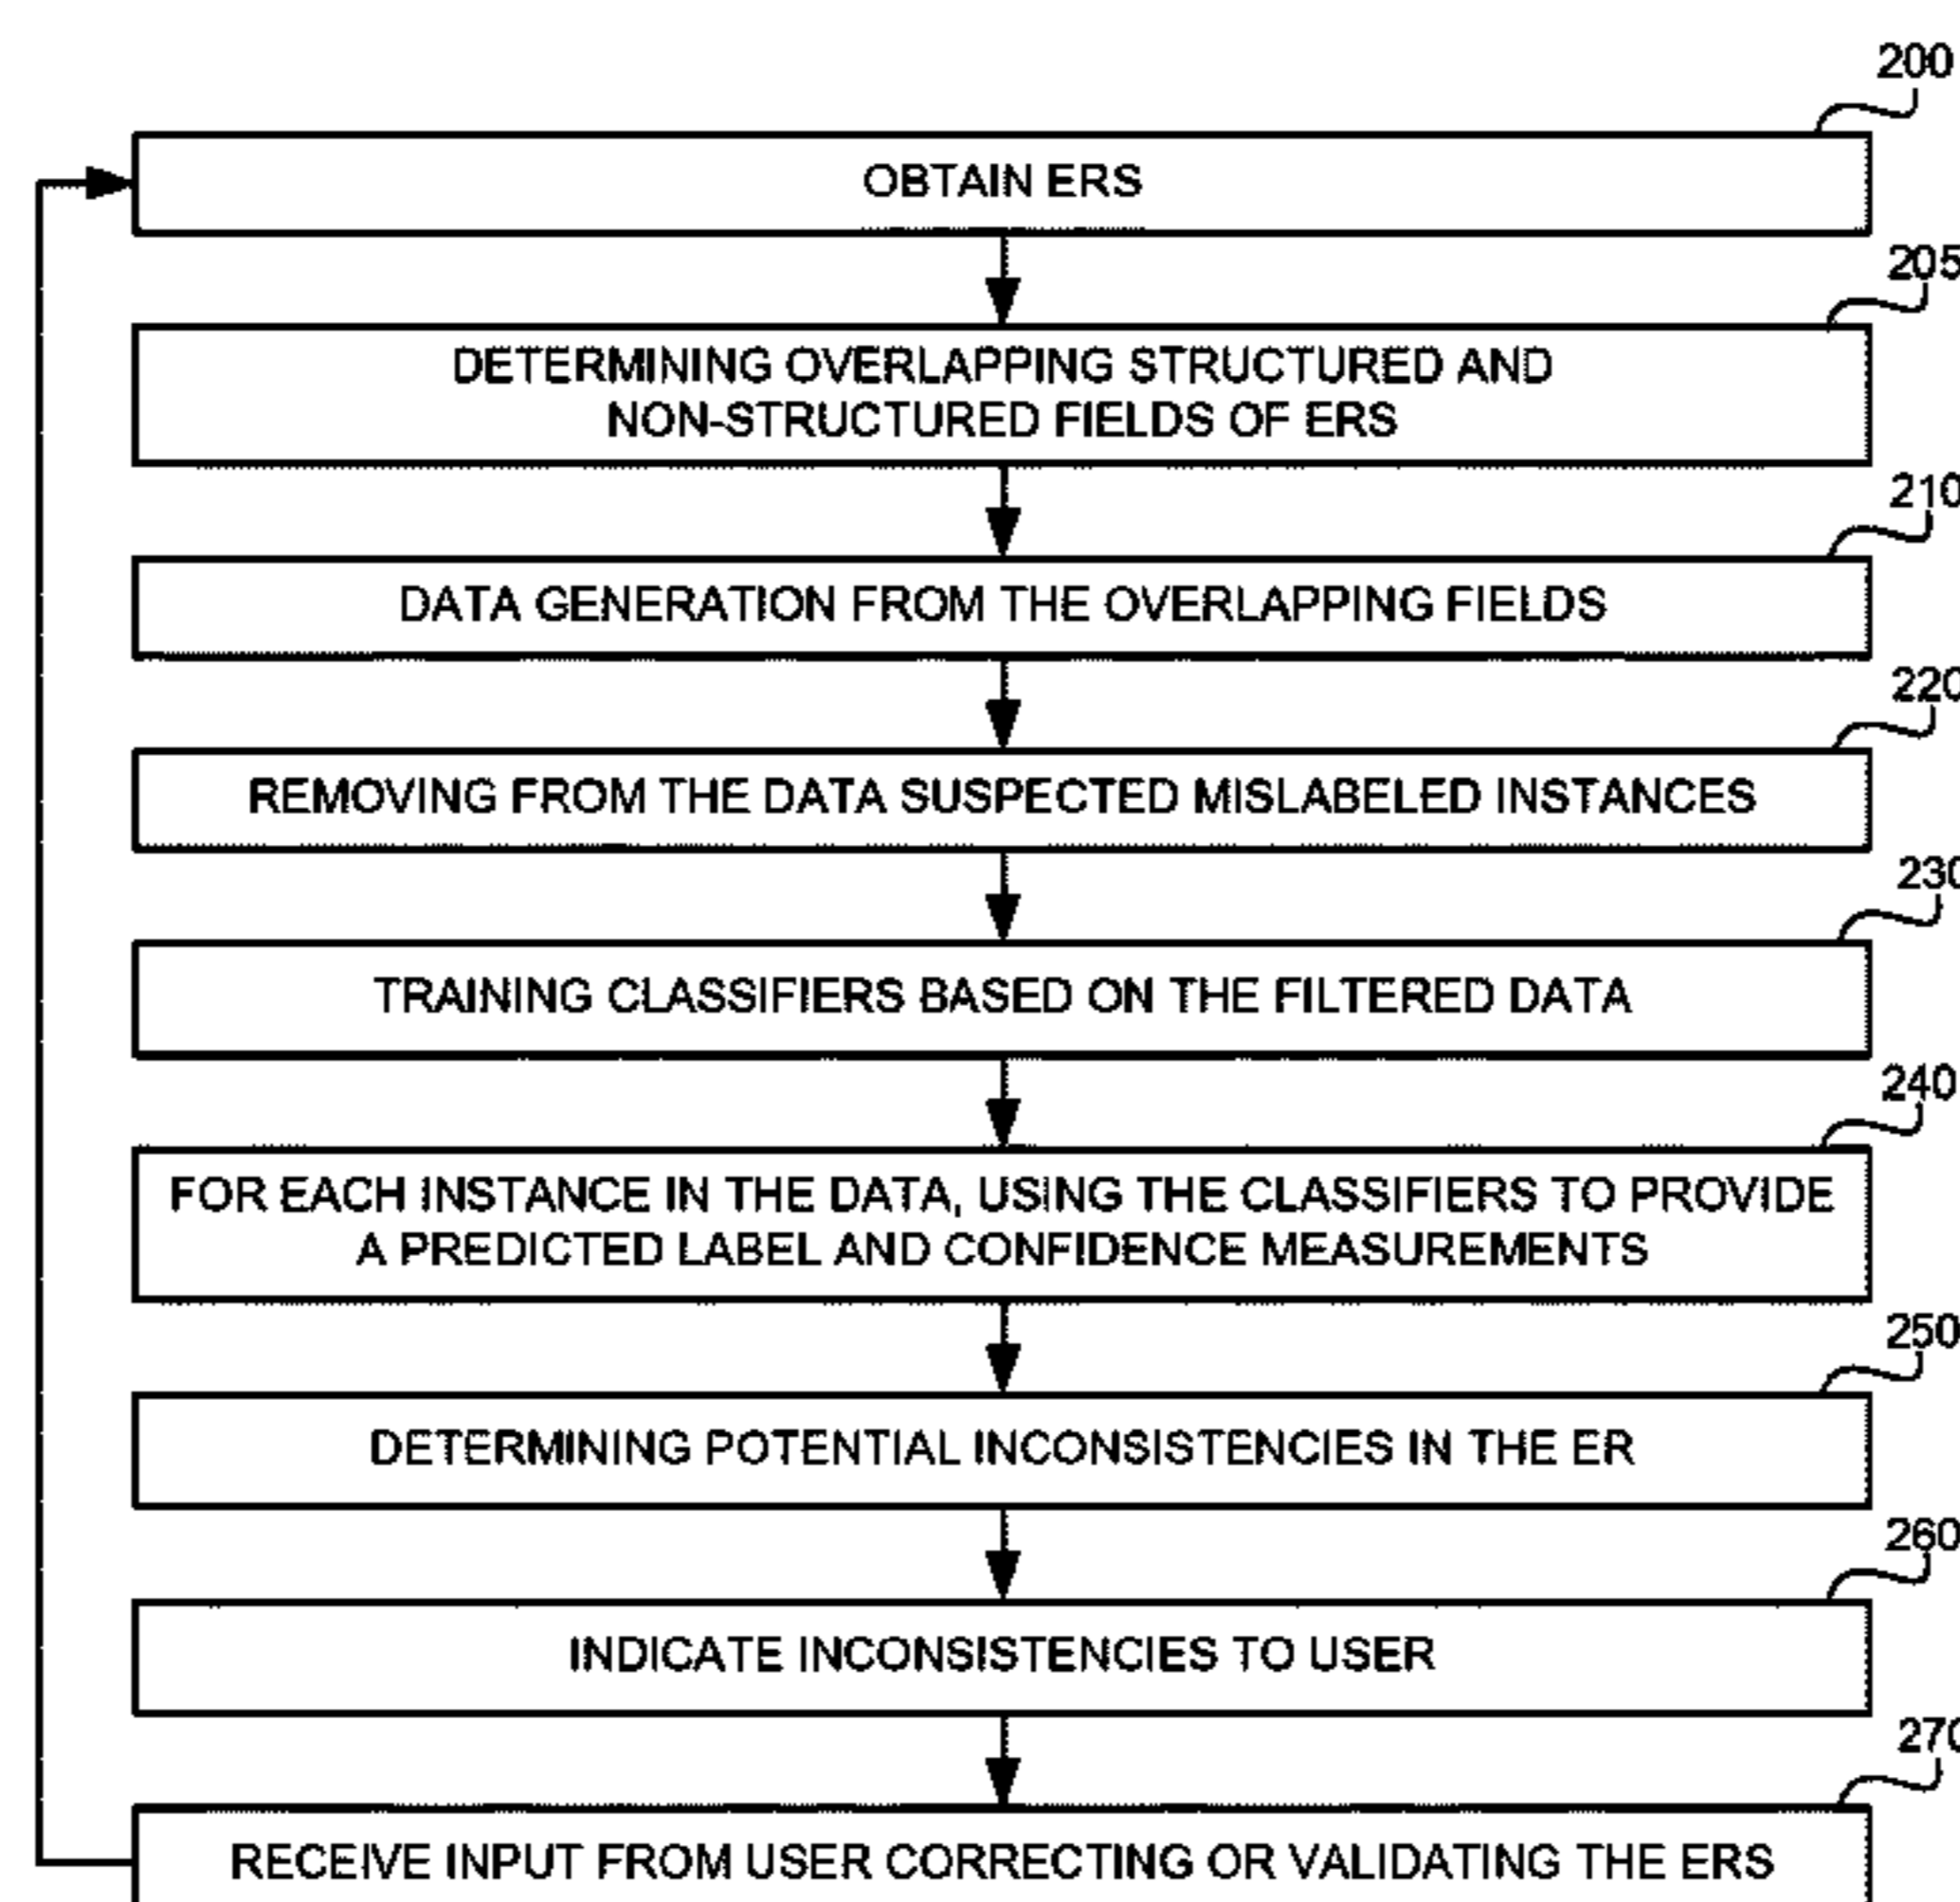 200
OBTAIN ERS
205
DETERMINING OVERLAPPING STRUCTURED AND
NON-STRUCTURED FIELDS OF ERS
210
DATA GENERATION FROM THE OVERLAPPING FIELDS
220
REMOVING FROM THE DATA SUSPECTED MISLABELED INSTANCES
230
TRAINING CLASSIFIERS BASED ON THE FILTERED DATA
240
FOR EACH INSTANCE IN THE DATA, USING THE CLASSIFIERS TO PROVIDE
A PREDICTED LABEL AND CONFIDENCE MEASUREMENTS
250
DETERMINING POTENTIAL INCONSISTENCIES IN THE ER
260
INDICATE INCONSISTENCIES TO USER
270
RECEIVE INPUT FROM USER CORRECTING OR VALIDATING THE ERS